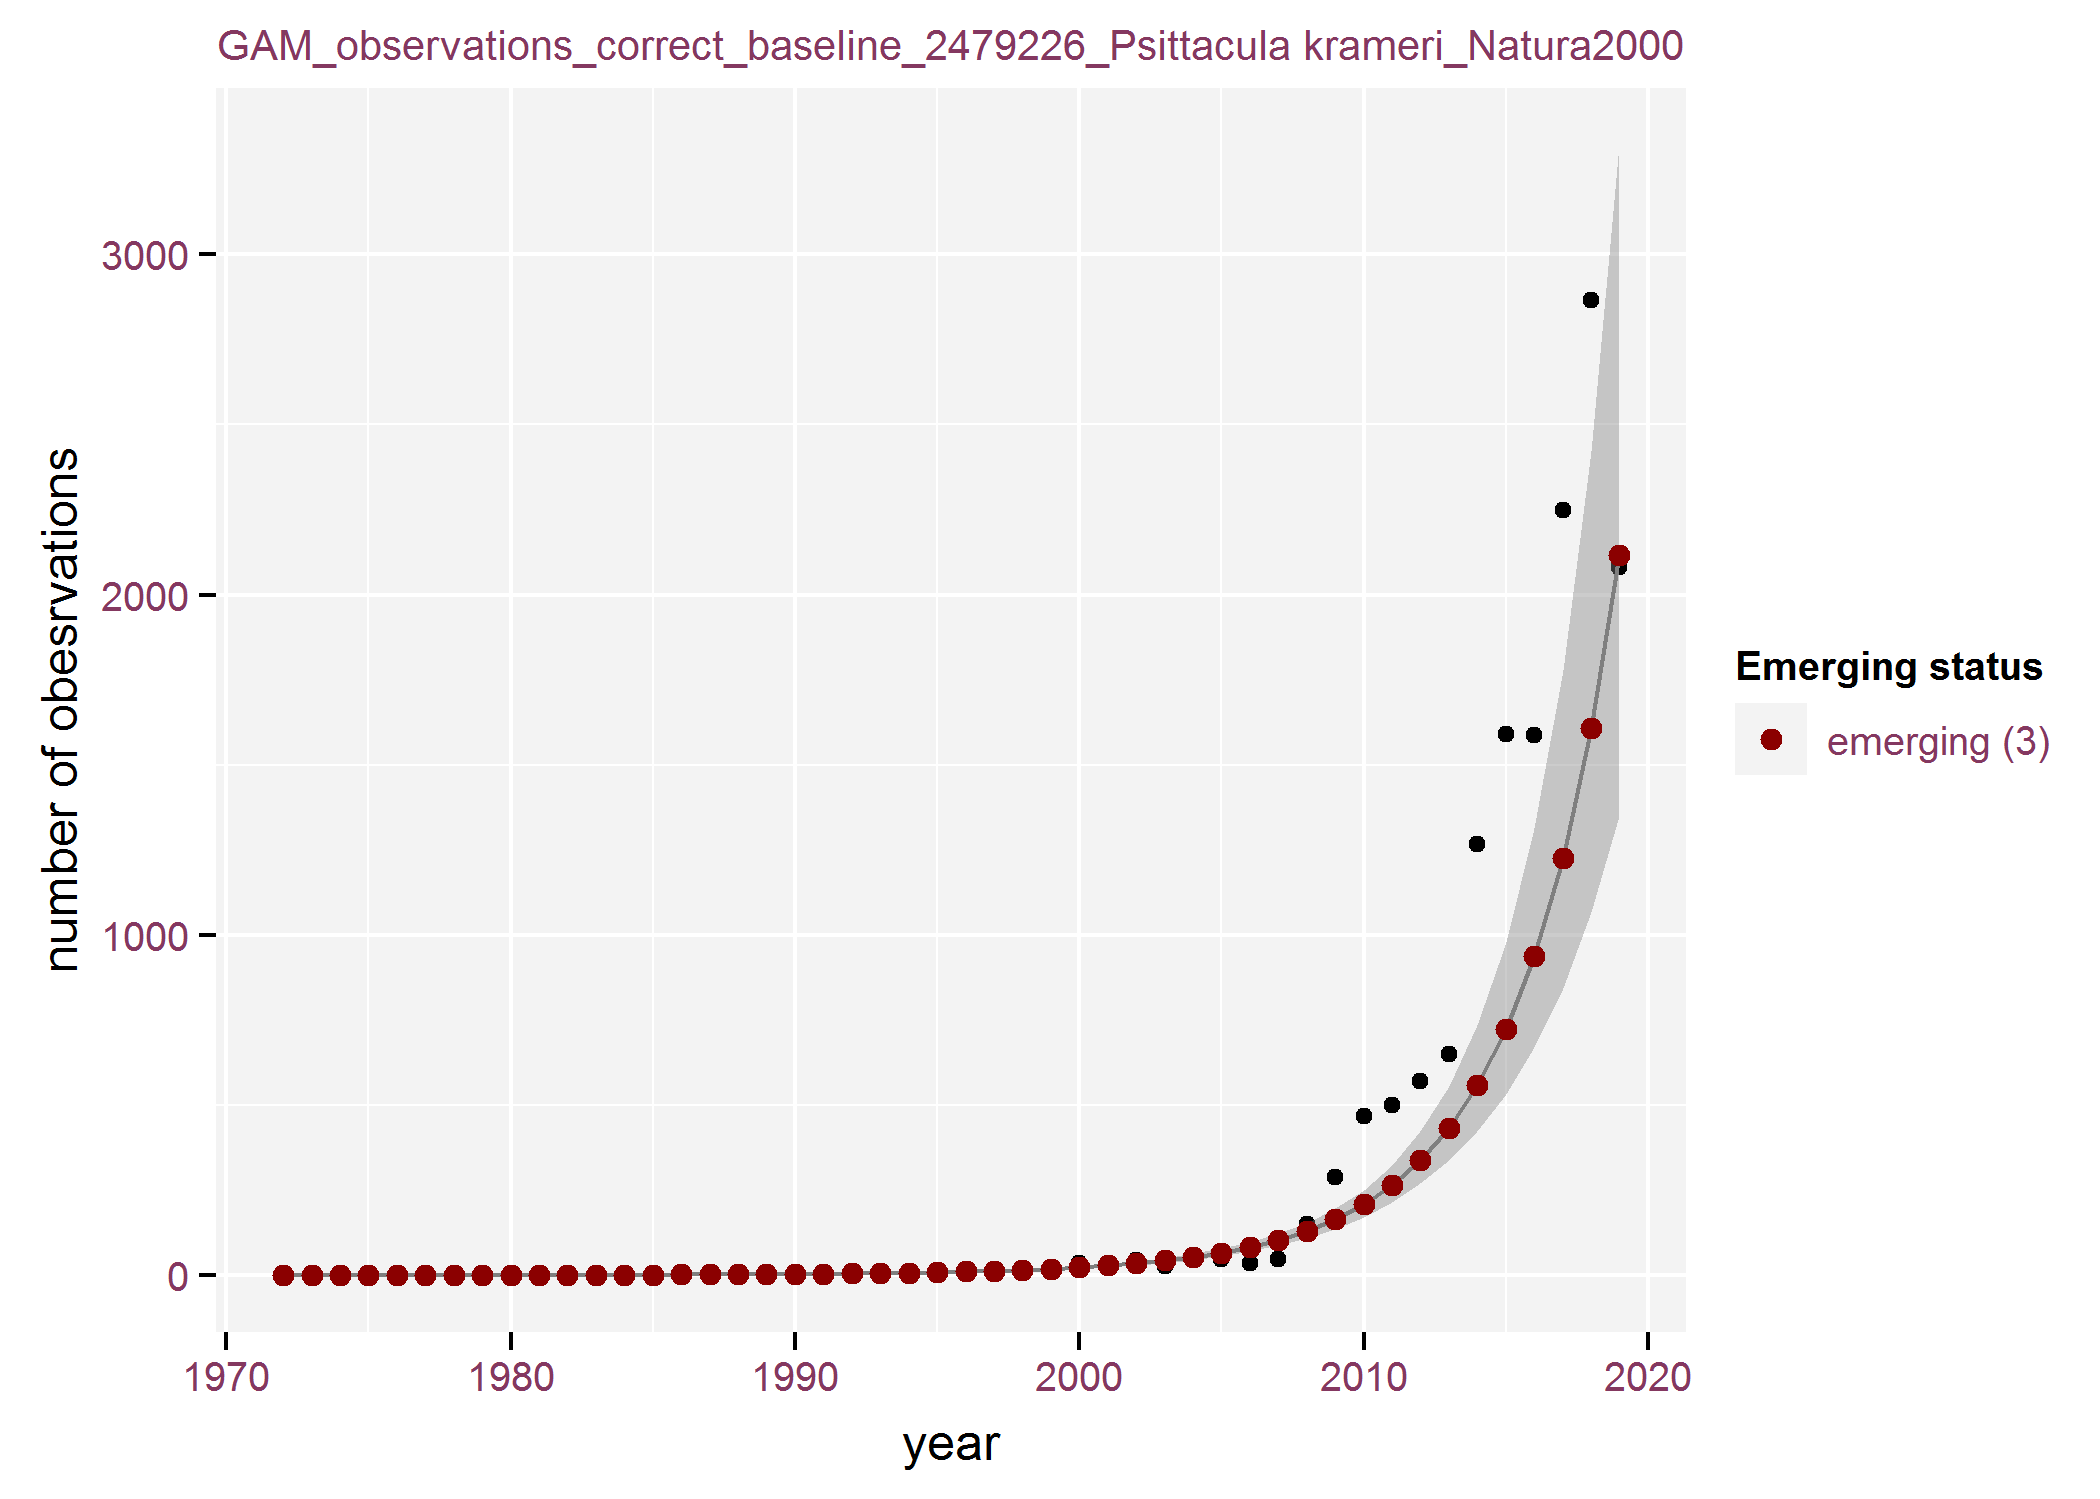 GAM_observations_correct_baseline_2479226_Psittacula krameri_Natura2000
number of obesrvations
3000
2000
1000
0
1970 1980 1990 2000 2010 2020
year
Emerging status
emerging (3)